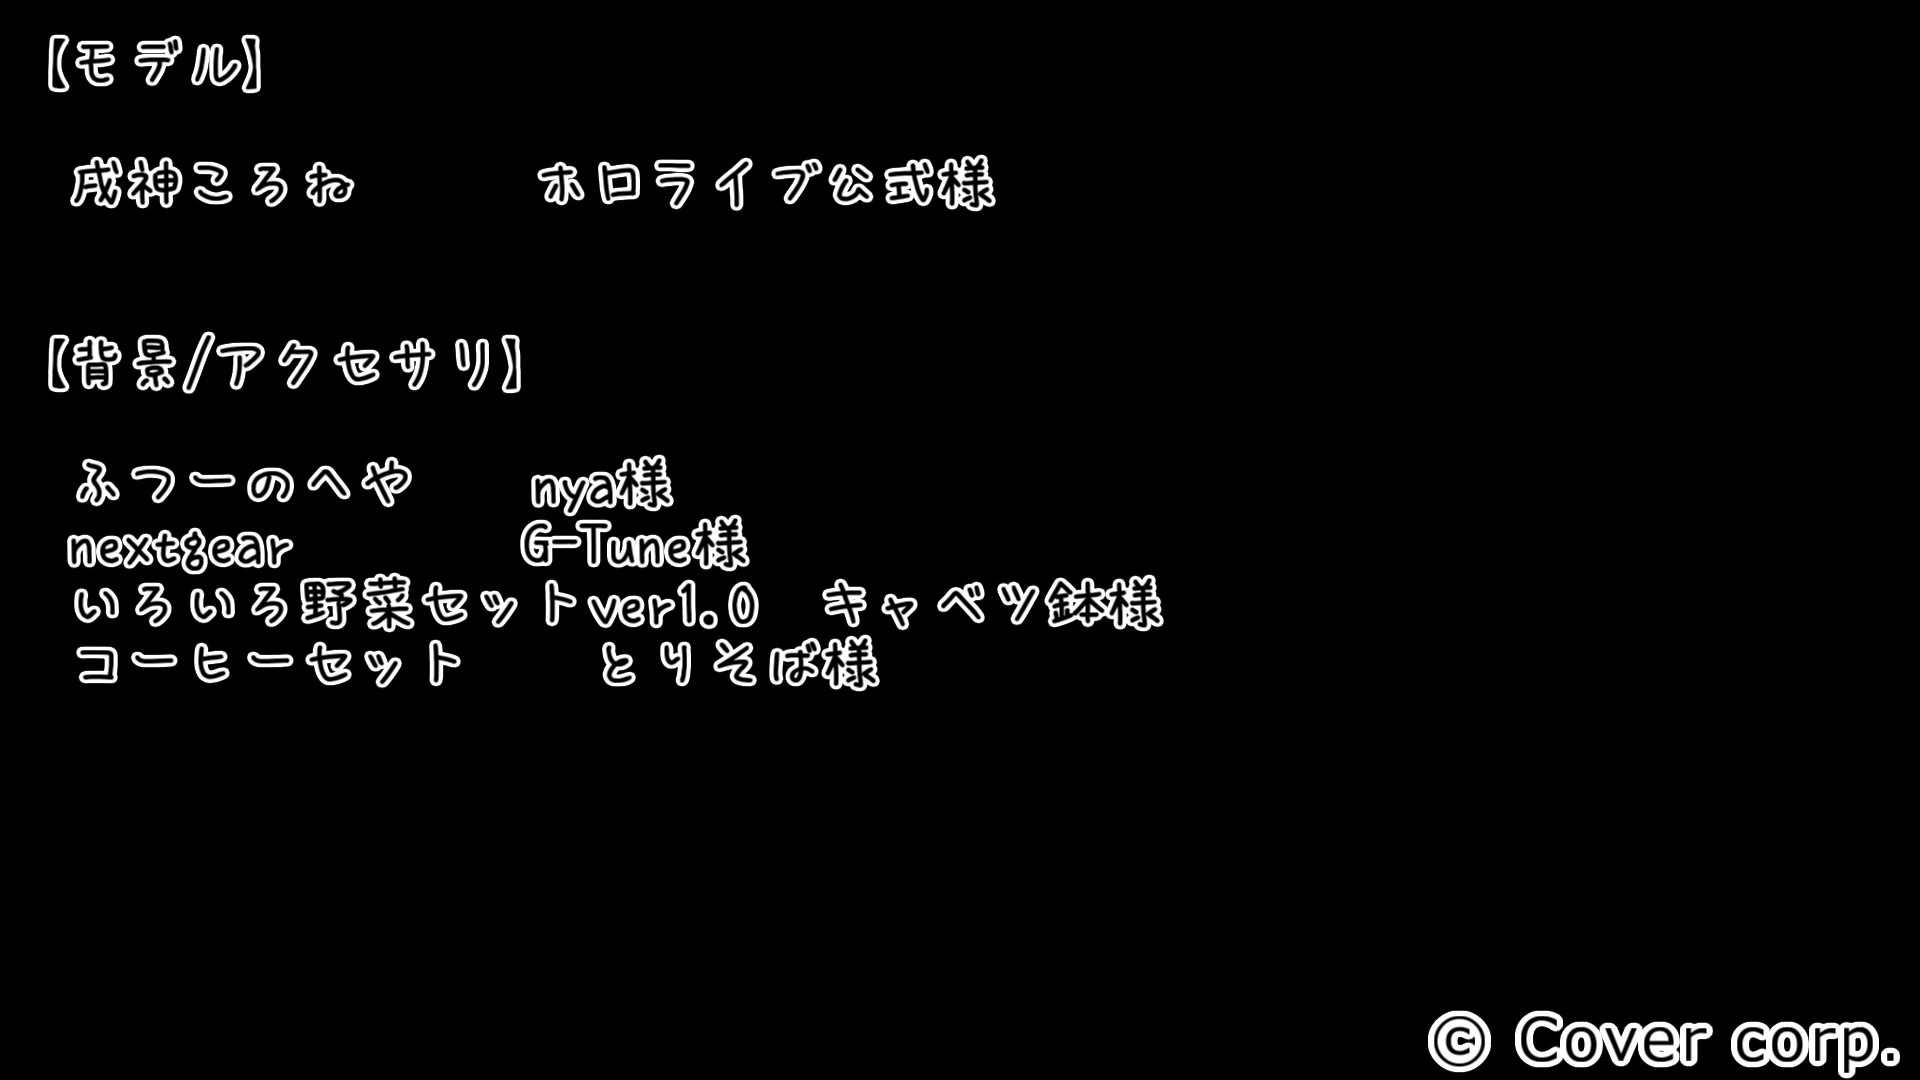 【モデル】
戌神ころね　ホロライブ公式様
【背景/アクセサリ】
ふつーのへや　nya様
nextgear　G-Tune様
いろいろ野菜セットver1.0　キャベツ鉢様
コーヒーセット　とりそば様
© Cover corp.